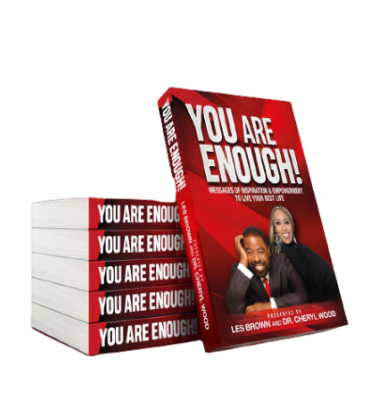 YOU ARE
ENOUGH!
MESSAGES OF INSPIRATION & EMPOWERMENT
TO LIVE YOUR BEST LIFE
PRESENTED BY
LES BROWN AND DR. CHERYL WOOD
YOU ARE ENOUGH!
LES BROWN AND DR. CHERYL WOOD
YOU ARE ENOUG
YOU ARE ENOUGH
YOU ARE ENOUGH
YOU ARE ENOUGH!
YOU ARE ENOUGH!